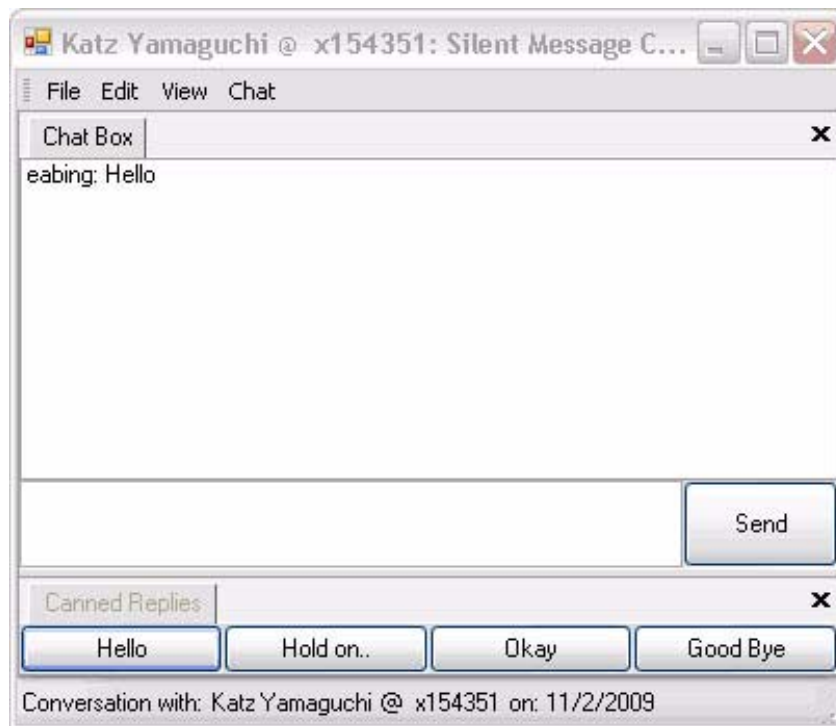 Katz Yamaguchi @ x154351: Silent Message C...
File Edit View Chat
Chat Box
eabing: Hello
Send
Canned Replies
Hello Hold on.. Okay Good Bye
Conversation with: Katz Yamaguchi @ x154351 on: 11/2/2009